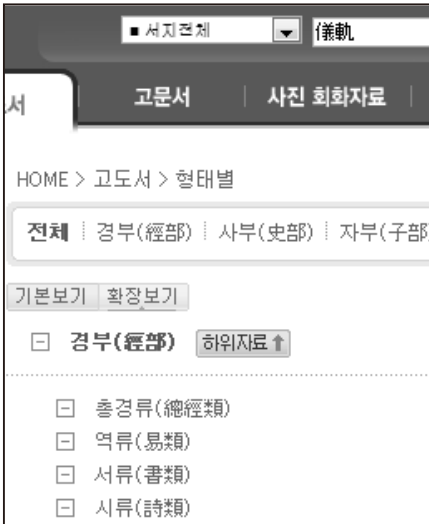 ■ 서지전체 儀軌
서 고문서 사진 회화자료
HOME > 고도서 > 형태별
전체 경부(經部) 사부(史部) 자부(子部)
기본보기 확장보기
경부(經部) 하위자료↑
총경류(總經類)
역류(易類)
서류(書類)
시류(詩類)